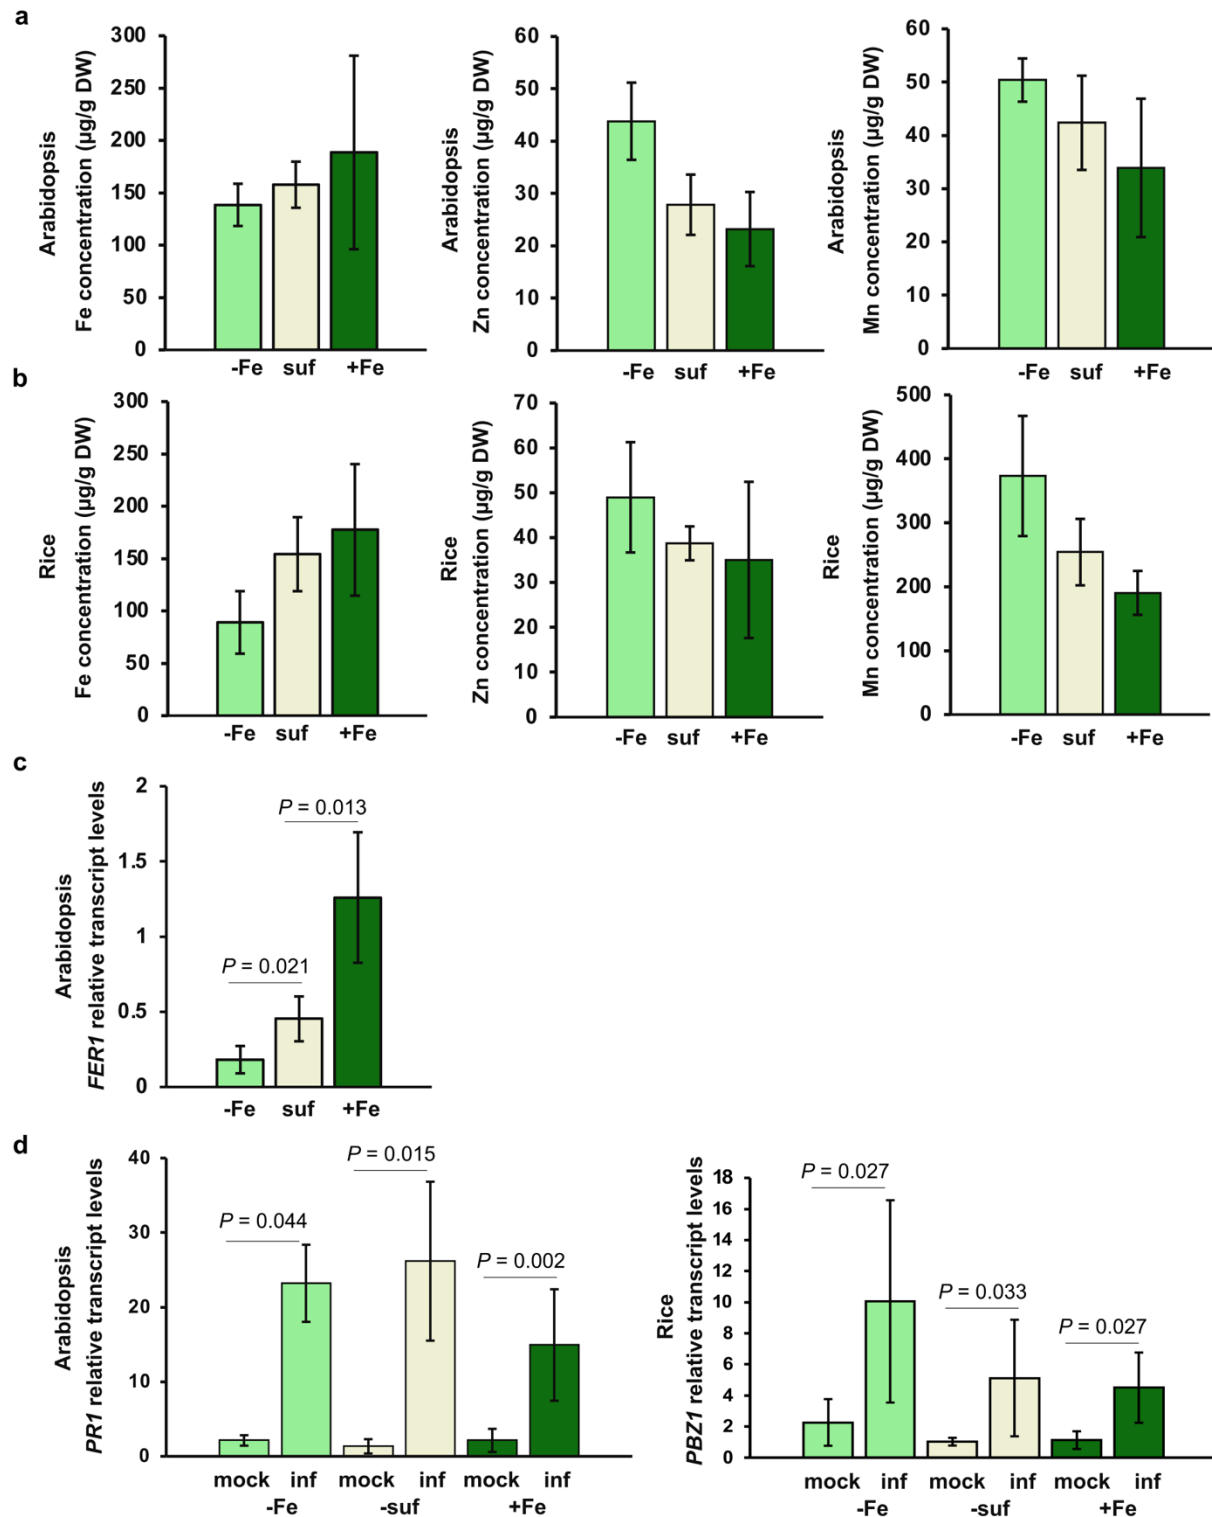 a
Arabidopsis
Fe concentration (µg/g DW)
300
250
200
150
100
50
0
-Fe suf +Fe
Arabidopsis
Zn concentration (µg/g DW)
60
50
40
30
20
10
0
-Fe suf +Fe
Arabidopsis
Mn concentration (µg/g DW)
60
50
40
30
20
10
0
-Fe suf +Fe
b
Rice
Fe concentration (µg/g DW)
300
250
200
150
100
50
0
-Fe suf +Fe
Rice
Zn concentration (µg/g DW)
70
60
50
40
30
20
10
0
-Fe suf +Fe
Rice
Mn concentration (µg/g DW)
500
400
300
200
100
0
-Fe suf +Fe
c
Arabidopsis
FER1 relative transcript levels
2
1.5
1
0.5
0
P = 0.021
P = 0.013
-Fe suf +Fe
d
Arabidopsis
PR1 relative transcript levels
40
30
20
10
0
P = 0.044
P = 0.015
P = 0.002
mock inf mock inf mock inf
-Fe -suf +Fe
Rice
PBZ1 relative transcript levels
18
16
14
12
10
8
6
4
2
0
P = 0.027
P = 0.033
P = 0.027
mock inf mock inf mock inf
-Fe -suf +Fe